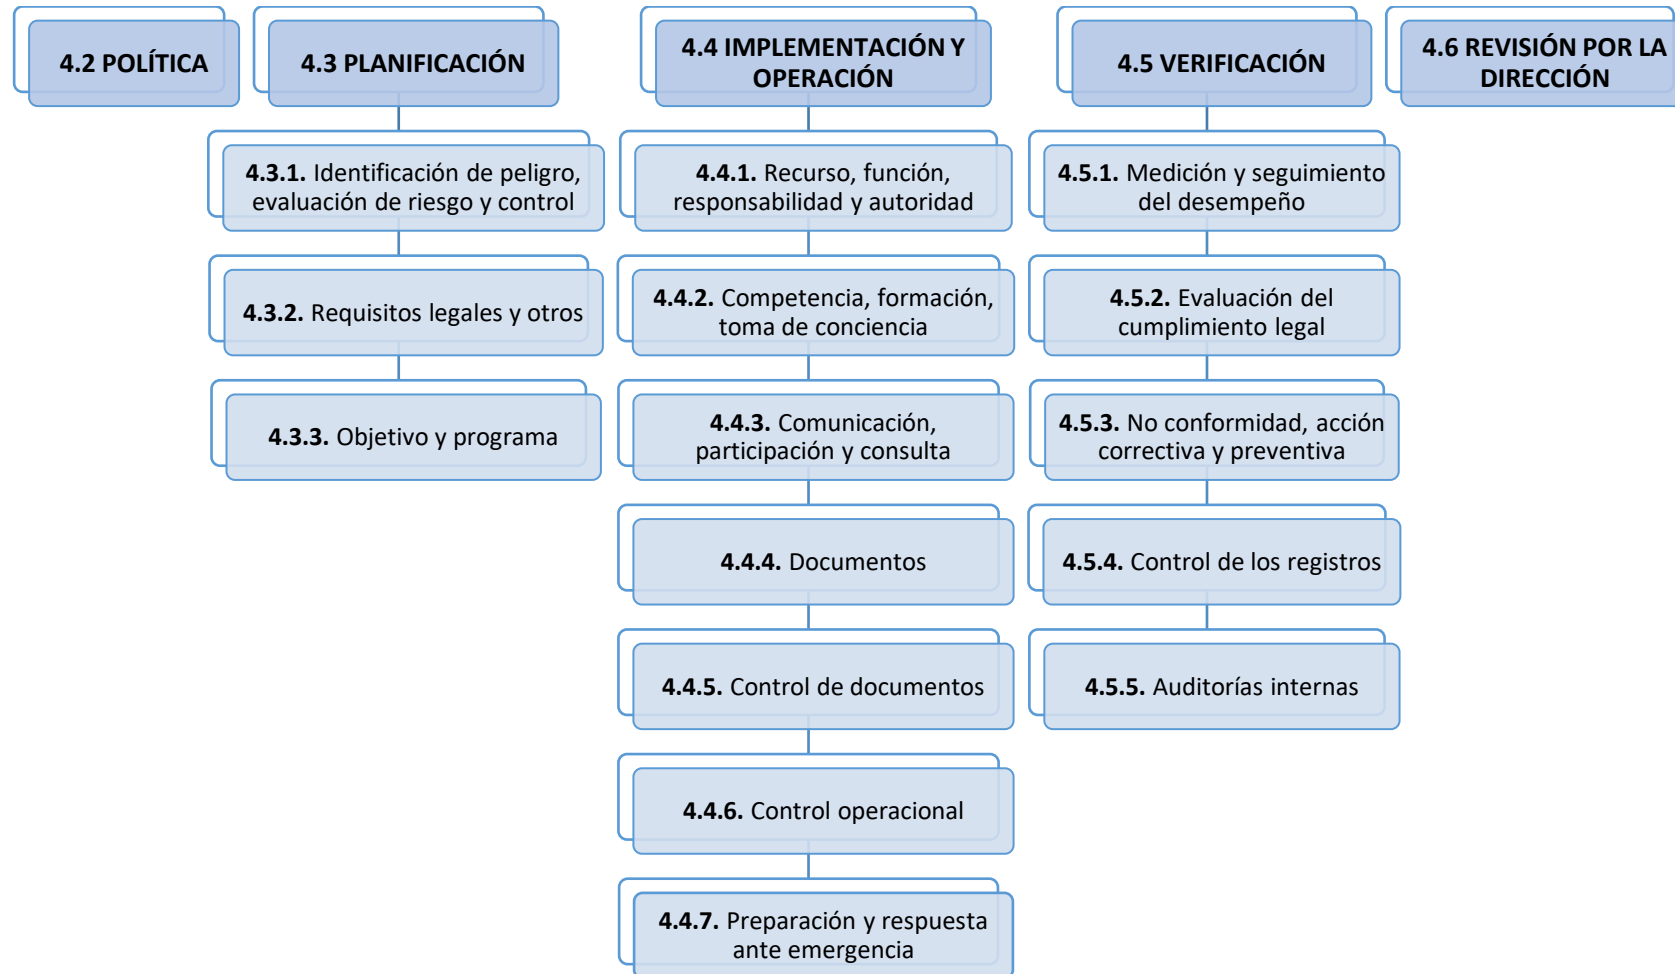 4.2 POLÍTICA
4.3 PLANIFICACIÓN
4.3.1. Identificación de peligro,
evaluación de riesgo y control
4.3.2. Requisitos legales y otros
4.3.3. Objetivo y programa
4.4 IMPLEMENTACIÓN Y
OPERACIÓN
4.4.1. Recurso, función,
responsabilidad y autoridad
4.4.2. Competencia, formación,
toma de conciencia
4.4.3. Comunicación,
participación y consulta
4.4.4. Documentos
4.4.5. Control de documentos
4.4.6. Control operacional
4.4.7. Preparación y respuesta
ante emergencia
4.5 VERIFICACIÓN
4.5.1. Medición y seguimiento
del desempeño
4.5.2. Evaluación del
cumplimiento legal
4.5.3. No conformidad, acción
correctiva y preventiva
4.5.4. Control de los registros
4.5.5. Auditorías internas
4.6 REVISIÓN POR LA
DIRECCIÓN